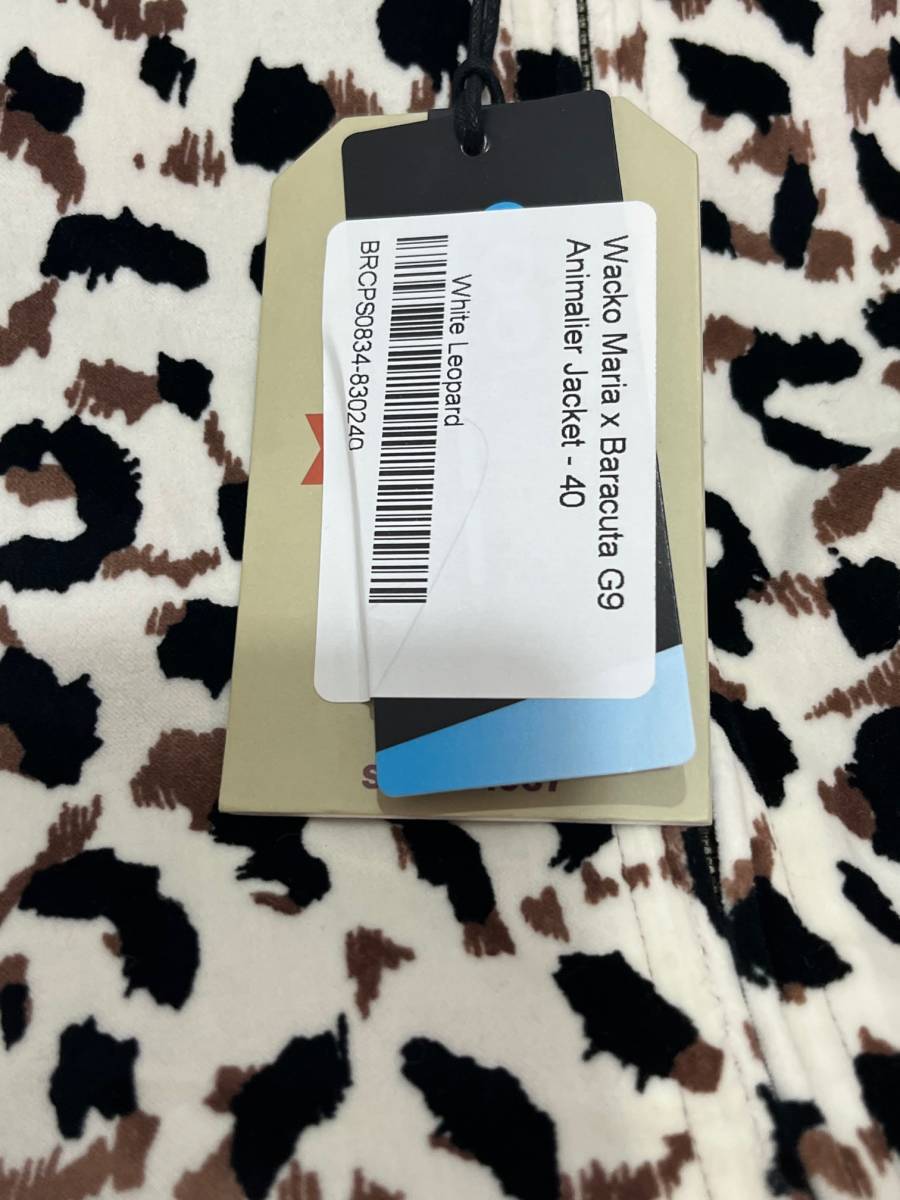 Wacko Maria x Baracuta G9
Animalier Jacket - 40
White Leopard
BRCPS0834-830240